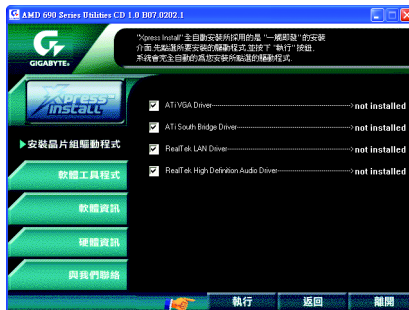 AMD 690 Series Utilities CD 1.0 B07.0202.1
GIGABYTE™
"Xpress Install" 全自動安裝所採用的是 "一觸即發" 的安裝
介面,先點選所要安裝的驅動程式,並按下 "執行" 按鈕,
系統會完全自動的為您安裝所點選的驅動程式.
Xpress™
INSTALL
安裝晶片組驅動程式
軟體工具程式
軟體資訊
硬體資訊
與我們聯絡
ATi VGA Driver not installed
ATi South Bridge Driver not installed
RealTek LAN Driver not installed
RealTek High Definition Audio Driver not installed
執行 返回 離開